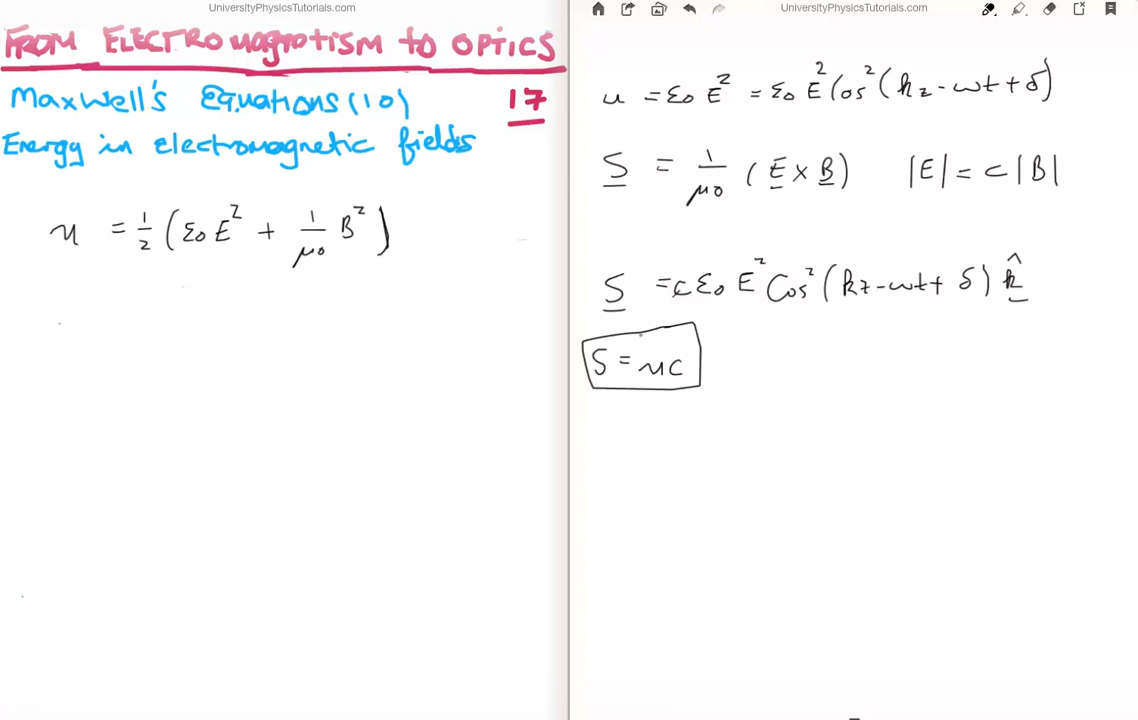 UniversityPhysicsTutorials.com
FROM ELECTROmagnetism to OPTICS
Maxwell's Equations(10) 17
Energy in electromagnetic fields
u = 1/2 (ε0 E² + 1/μ0 B²)
UniversityPhysicsTutorials.com
u = ε0 E² = ε0 E² Cos² (kz - ωt + δ)
S = 1/μ0 (E × B) |E| = c|B|
S = c ε0 E² Cos² (kz - ωt + δ) k̂
S = uc